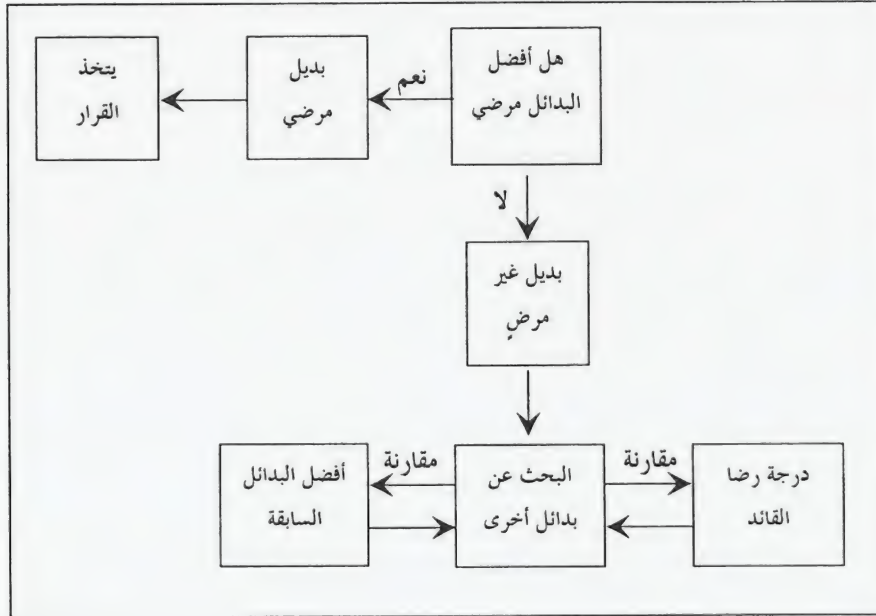 هل أفضل
البدائل مرضي
نعم
بديل
مرضي
يتخذ
القرار
لا
بديل غير
مرضٍ
درجة رضا
القائد
مقارنة
البحث عن
بدائل أخرى
مقارنة
أفضل البدائل
السابقة